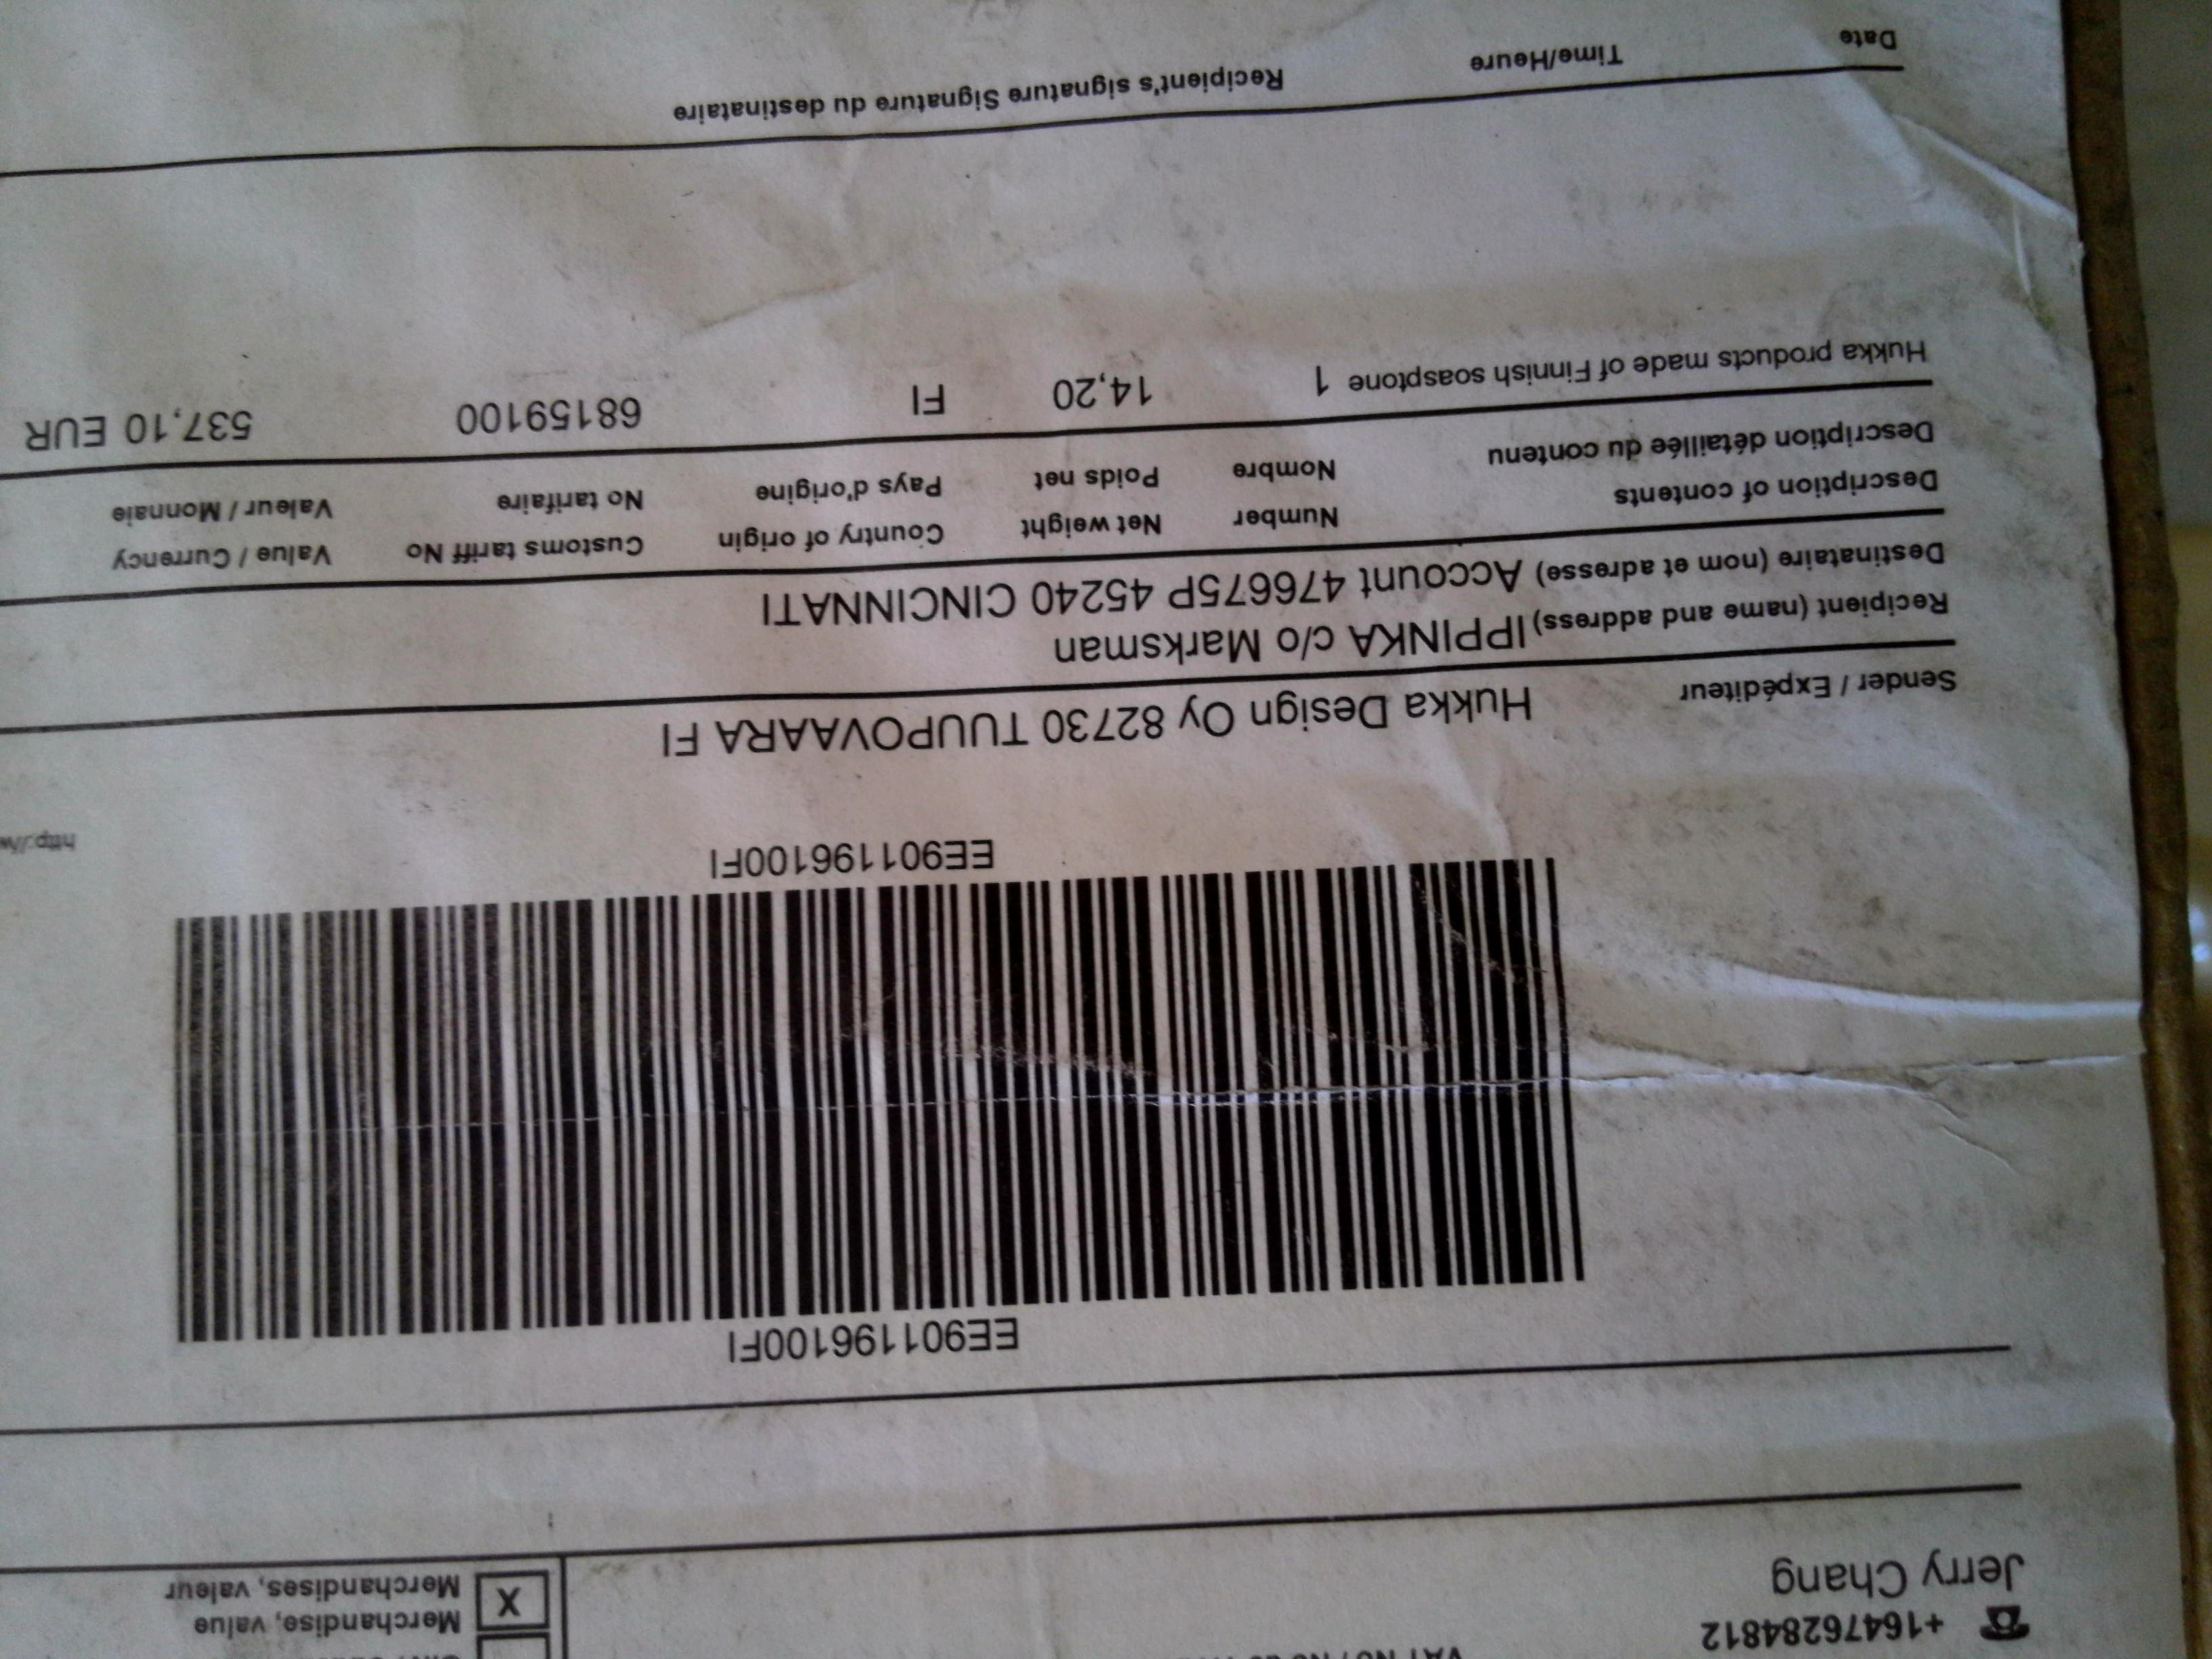 +16476284812
Jerry Chang
Merchandise, value
Merchandises, valeur
X
EE901196100FI
EE901196100FI
Sender / Expéditeur Hukka Design Oy 82730 TUUPOVAARA FI
Recipient (name and address) IPPINKA c/o Marksman
Destinataire (nom et adresse) Account 476675P 45240 CINCINNATI
Description of contents Number Net weight Country of origin Customs tariff No Value / Currency
Description détaillée du contenu Nombre Poids net Pays d'origine No tarifaire Valeur / Monnaie
Hukka products made of Finnish soasptone 1 14,20 FI 68159100 537,10 EUR
Date Time/Heure Recipient's signature Signature du destinataire